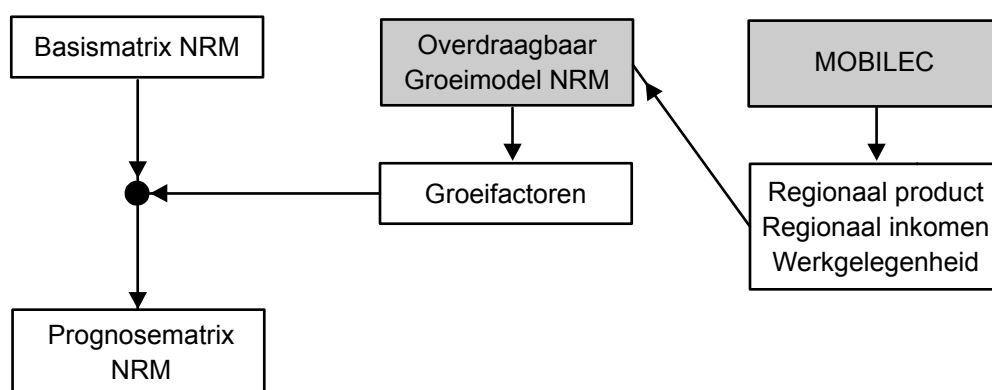 Basismatrix NRM
Overdraagbaar
Groeimodel NRM
MOBILEC
Groeifactoren
Regionaal product
Regionaal inkomen
Werkgelegenheid
Prognosematrix
NRM